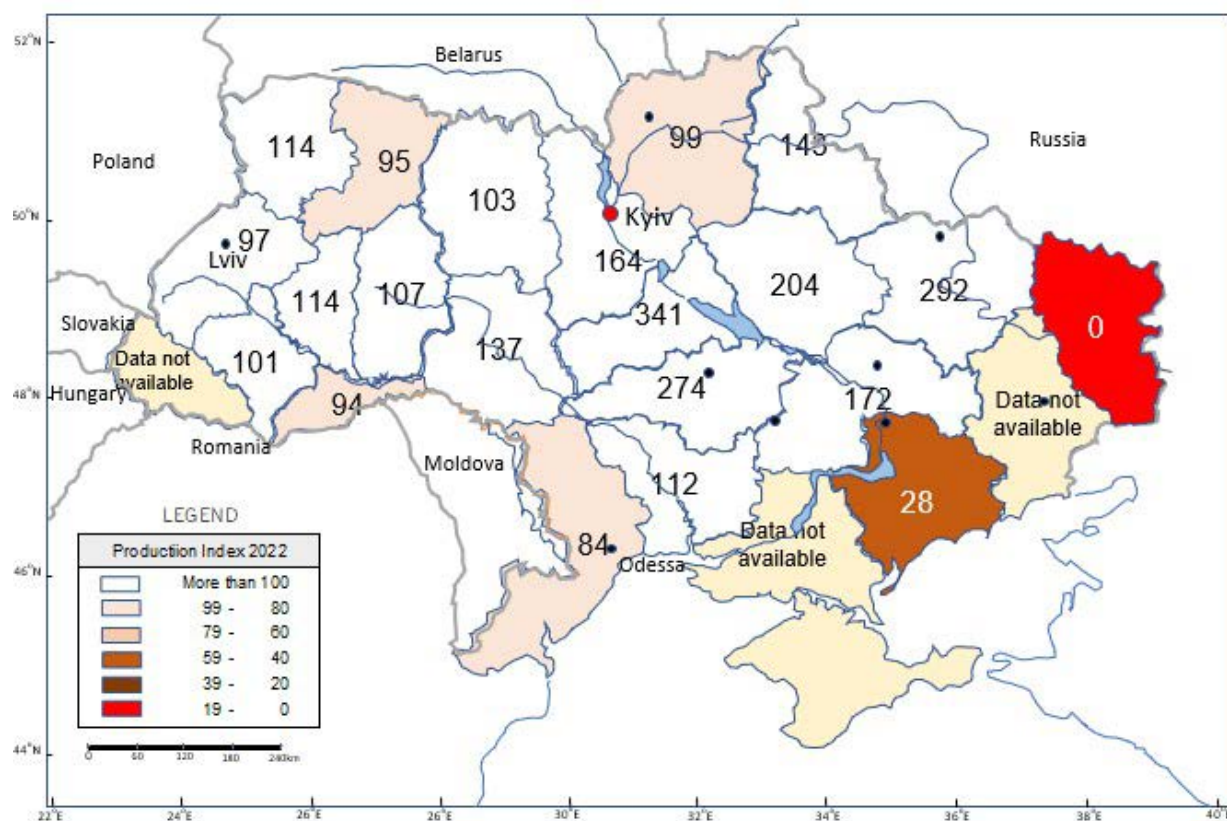 52°N
Belarus
Russia
Poland
114
95
103
99
143
50°N
Kyiv
97
Lviv
164
114
107
204
292
341
0
Slovakia
Data not
available
101
137
274
172
48°N
Hungary
94
Data not
available
Romania
Moldova
112
28
LEGEND
Production Index 2022
More than 100
99 - 80
79 - 60
59 - 40
39 - 20
19 - 0
84
Odessa
Data not
available
46°N
44°N
0 60 120 180 240km
22°E 24°E 26°E 28°E 30°E 32°E 34°E 36°E 38°E 40°E